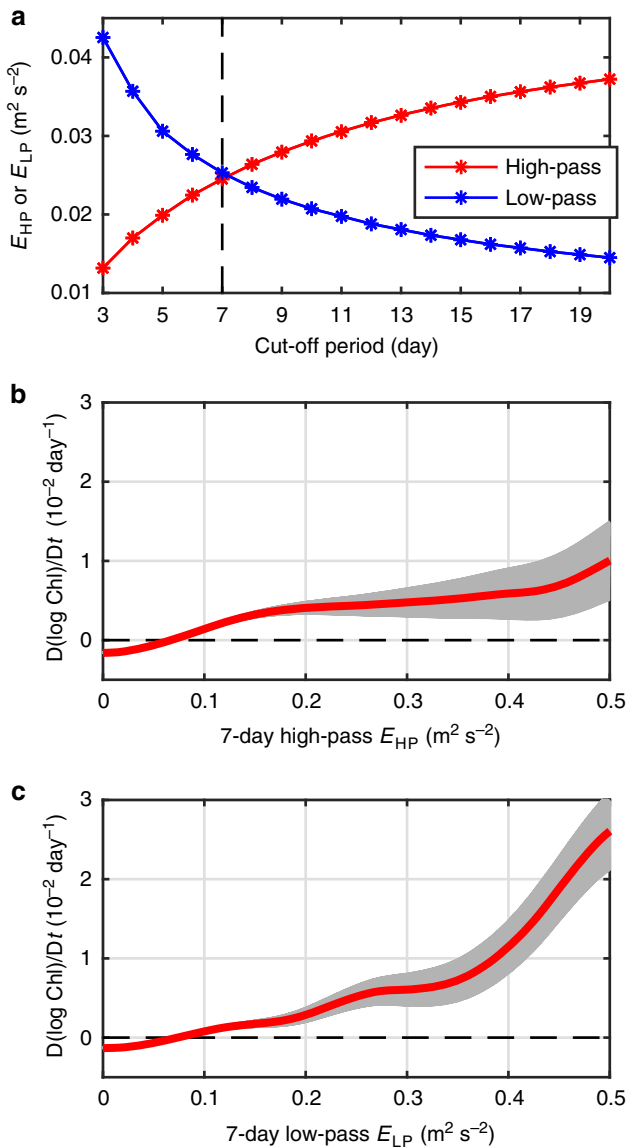 a
0.04
0.03
0.02
0.01
E_HP or E_LP (m² s⁻²)
High-pass
Low-pass
3 5 7 9 11 13 15 17 19
Cut-off period (day)
b
3
2
1
0
D(log Chl)/Dt (10⁻² day⁻¹)
0 0.1 0.2 0.3 0.4 0.5
7-day high-pass E_HP (m² s⁻²)
c
3
2
1
0
D(log Chl)/Dt (10⁻² day⁻¹)
0 0.1 0.2 0.3 0.4 0.5
7-day low-pass E_LP (m² s⁻²)